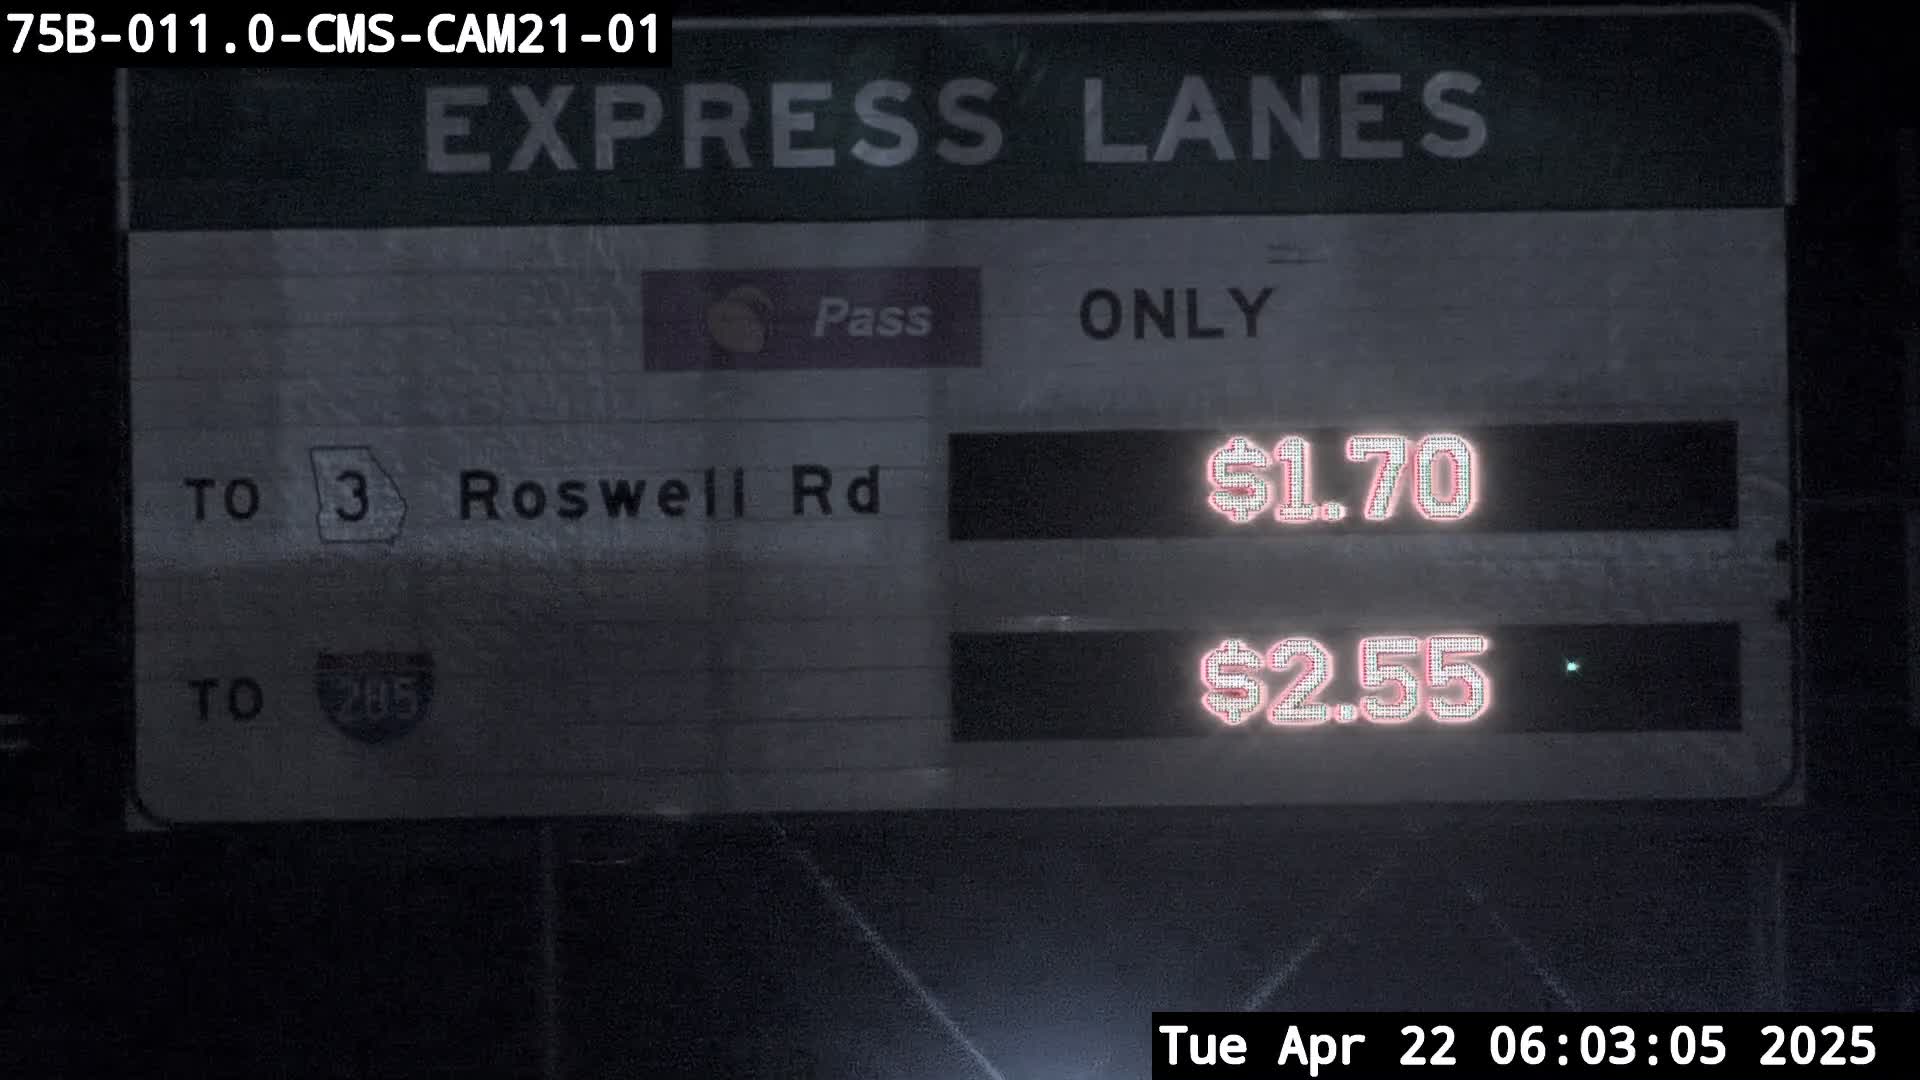 75B-011.0-CMS-CAM21-01
EXPRESS LANES
Pass ONLY
TO 3 Roswell Rd $1.70
TO 285 $2.55
Tue Apr 22 06:03:05 2025